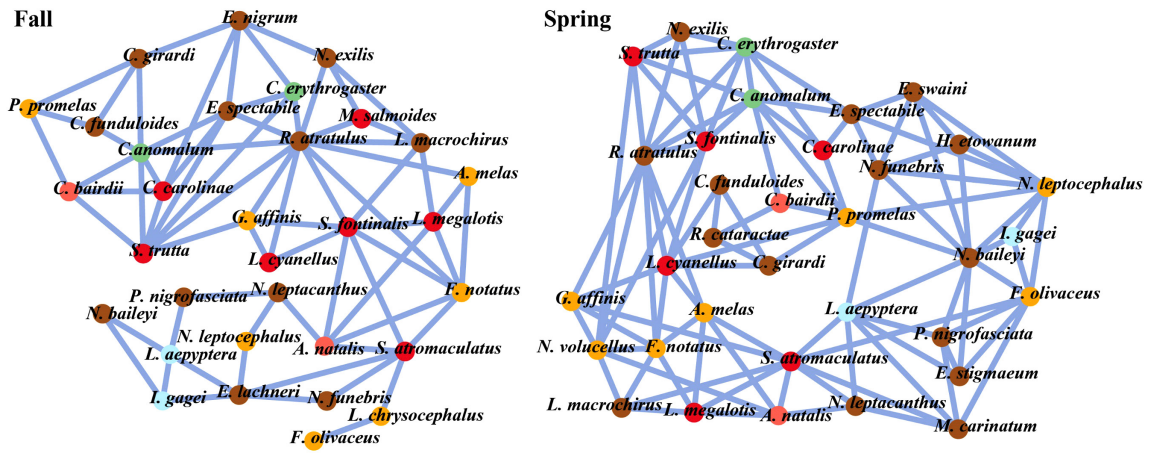 Fall
E. nigrum
C. girardi
N. exilis
C. erythrogaster
P. promelas
E. spectabile
M. salmoides
C. funduloides
R. atratulus
L. macrochirus
C.anomalum
A. melas
C. bairdii
C. carolinae
G. affinis
S. fontinalis
L. megalotis
S. trutta
L. cyanellus
P. nigrofasciata
N. leptacanthus
F. notatus
N. baileyi
N. leptocephalus
L. aepyptera
A. natalis
S. atromaculatus
I. gagei
E. lachneri
N. funebris
L. chrysocephalus
F. olivaceus
Spring
N. exilis
S. trutta
C. erythrogaster
C. anomalum
E. swaini
E. spectabile
S. fontinalis
H. etowanum
R. atratulus
C. carolinae
N. funebris
C. funduloides
N. leptocephalus
C. bairdii
P. promelas
R. cataractae
I. gagei
L. cyanellus
C. girardi
N. baileyi
G. affinis
F. olivaceus
A. melas
L. aepyptera
P. nigrofasciata
N. volucellus
F. notatus
S. atromaculatus
E. stigmaeum
L. macrochirus
L. megalotis
A. natalis
N. leptacanthus
M. carinatum